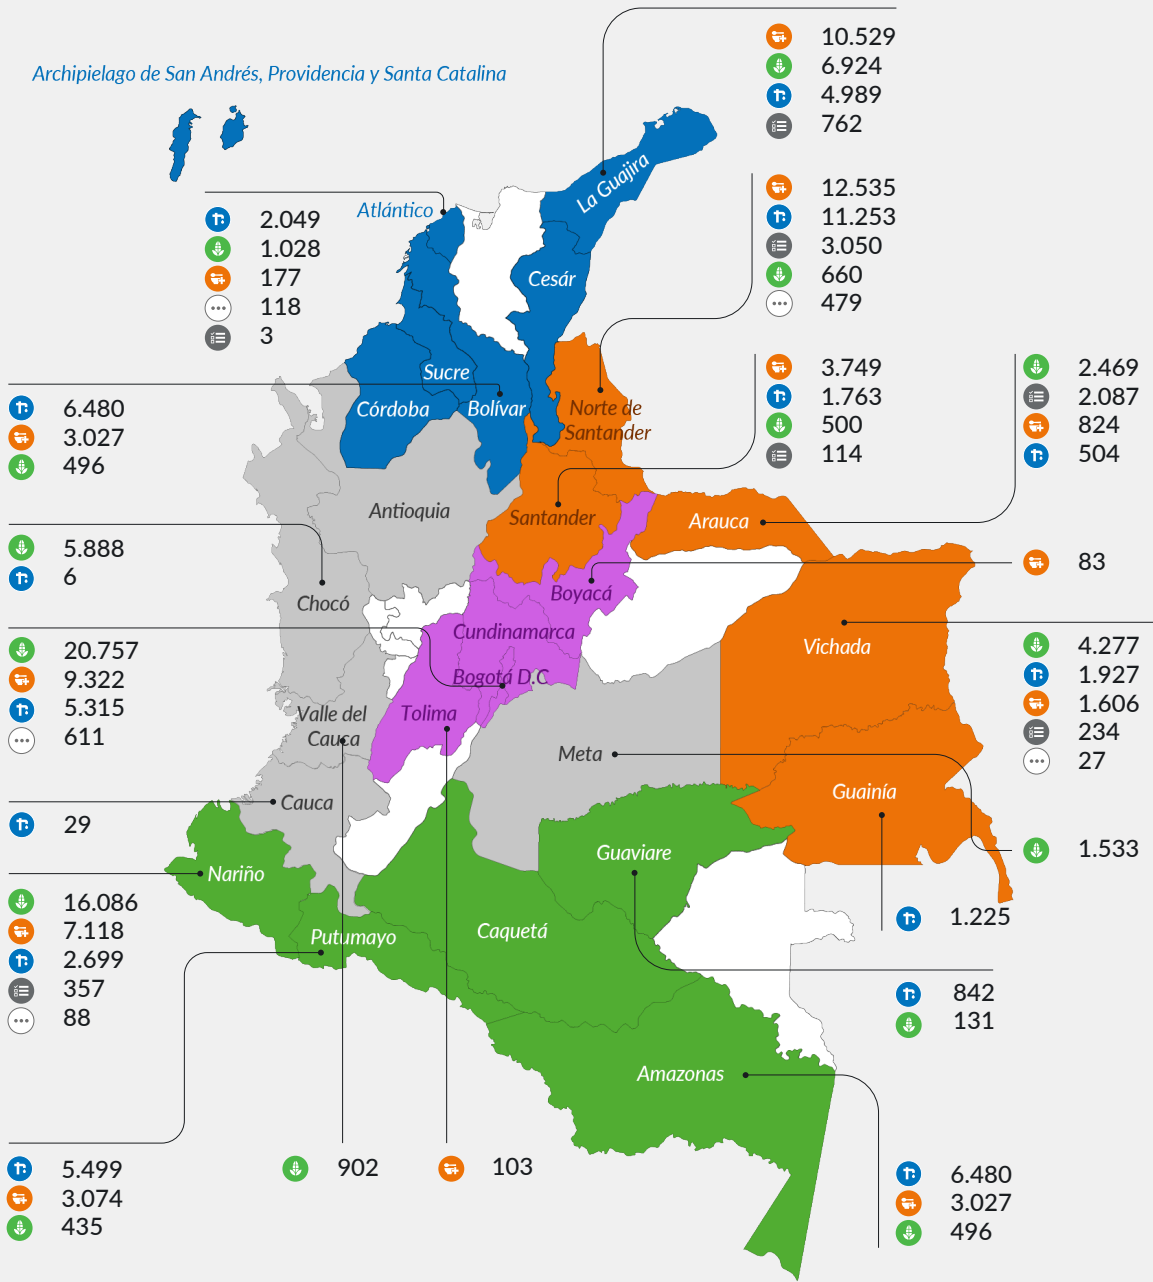 Archipielago de San Andrés, Providencia y Santa Catalina
10.529
6.924
4.989
762
La Guajira
12.535
11.253
3.050
660
479
Atlántico
2.049
1.028
177
118
3
Cesár
3.749
1.763
500
114
2.469
2.087
824
504
6.480
3.027
496
Sucre
Córdoba
Bolívar
Norte de
Santander
Antioquia
Santander
Arauca
5.888
6
83
Boyacá
Chocó
Cundinamarca
Vichada
20.757
9.322
5.315
611
Bogotá D.C
Tolima
4.277
1.927
1.606
234
27
Valle del
Cauca
Meta
Guainía
Cauca
29
1.533
Guaviare
Nariño
16.086
7.118
2.699
357
88
1.225
Caquetá
Putumayo
842
131
Amazonas
5.499
3.074
435
902
103
6.480
3.027
496